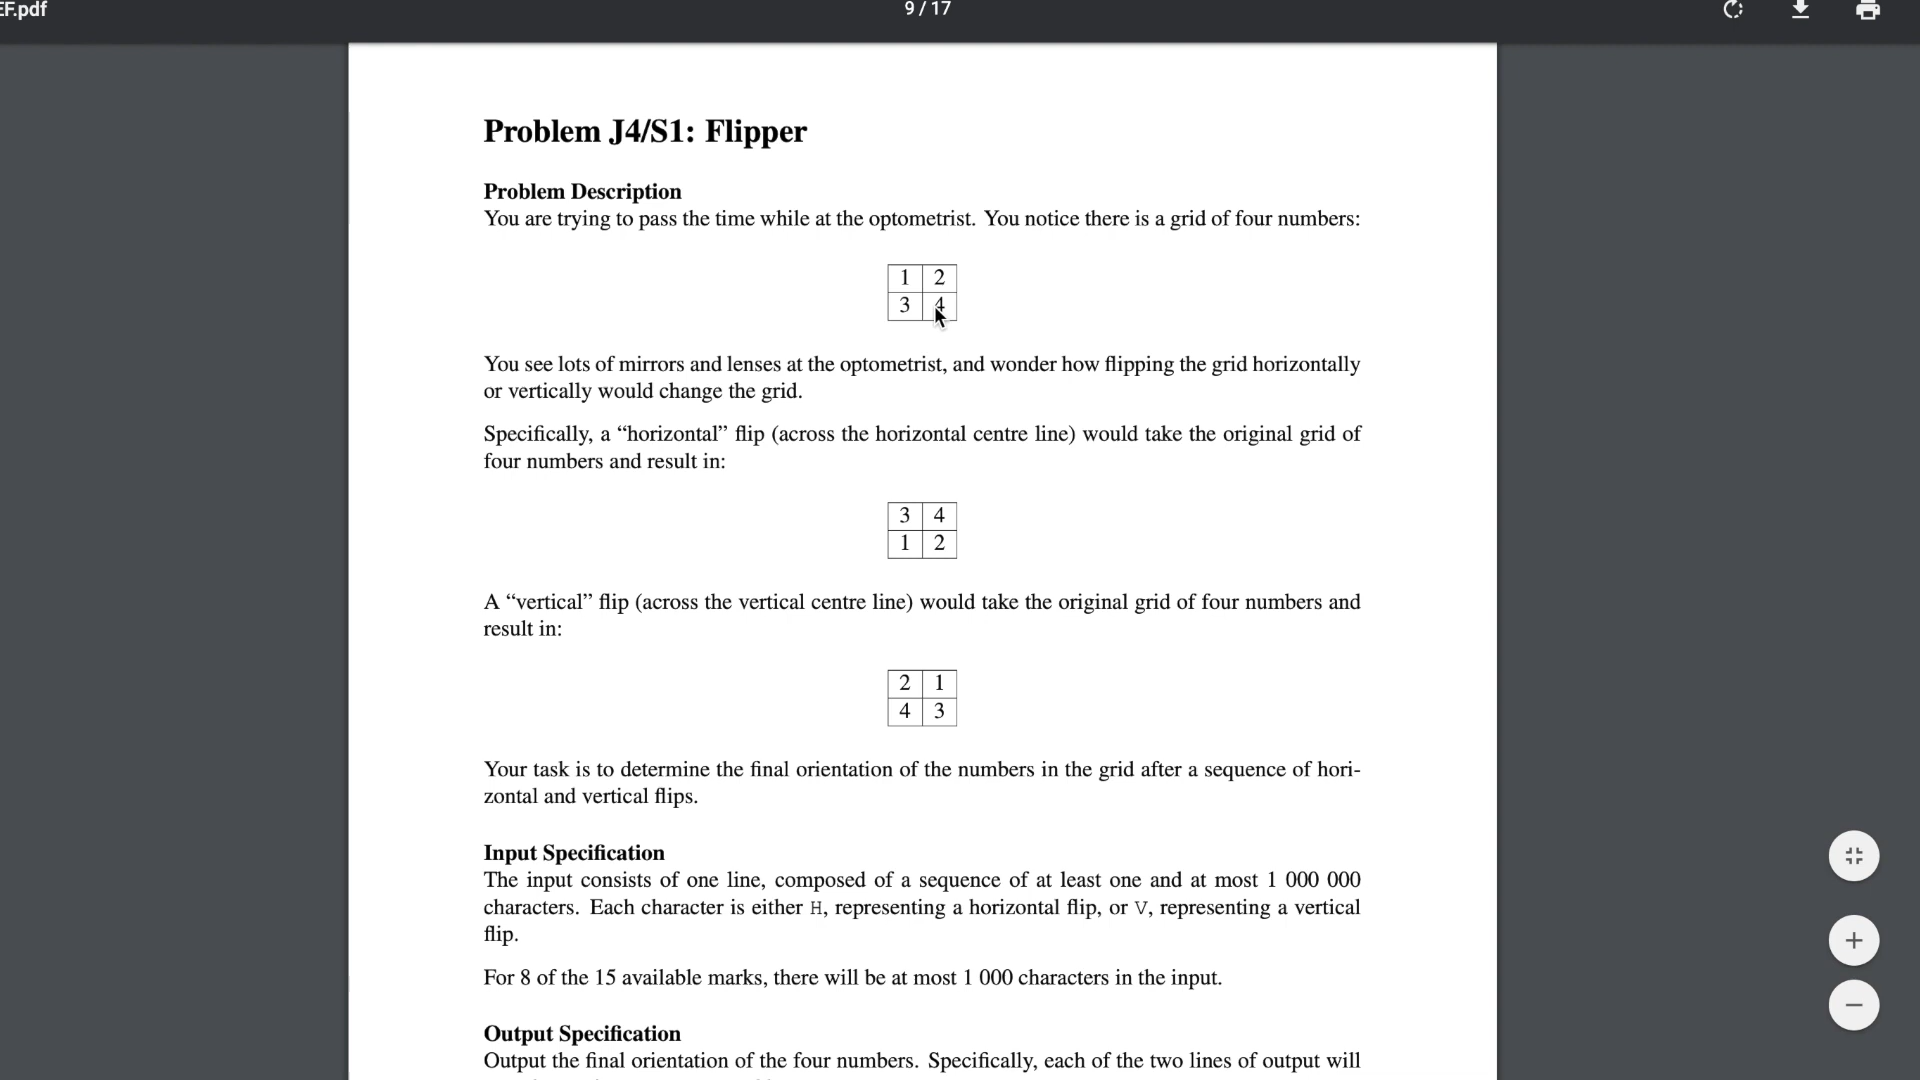 EF.pdf
9 / 17
Problem J4/S1: Flipper
Problem Description
You are trying to pass the time while at the optometrist. You notice there is a grid of four numbers:
1 2
3 4
You see lots of mirrors and lenses at the optometrist, and wonder how flipping the grid horizontally
or vertically would change the grid.
Specifically, a “horizontal” flip (across the horizontal centre line) would take the original grid of
four numbers and result in:
3 4
1 2
A “vertical” flip (across the vertical centre line) would take the original grid of four numbers and
result in:
2 1
4 3
Your task is to determine the final orientation of the numbers in the grid after a sequence of hori-
zontal and vertical flips.
Input Specification
The input consists of one line, composed of a sequence of at least one and at most 1 000 000
characters. Each character is either H, representing a horizontal flip, or V, representing a vertical
flip.
For 8 of the 15 available marks, there will be at most 1 000 characters in the input.
Output Specification
Output the final orientation of the four numbers. Specifically, each of the two lines of output will